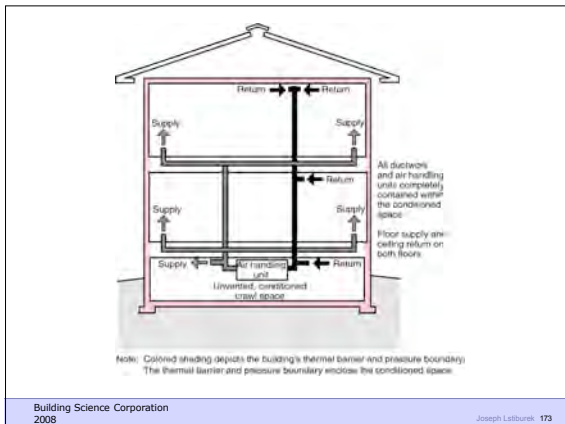 Return Return
Supply Supply
Return
All ductwork
and air handling
units completely
contained within
the conditioned
space
Supply Supply
Floor supply and
ceiling return on
both floors
Supply Air handling Return
unit
Unvented, conditioned
crawl space
Note: Colored shading depicts the building's thermal barrier and pressure boundary.
The thermal barrier and pressure boundary enclose the conditioned space.
Building Science Corporation
2008
Joseph Lstiburek 173